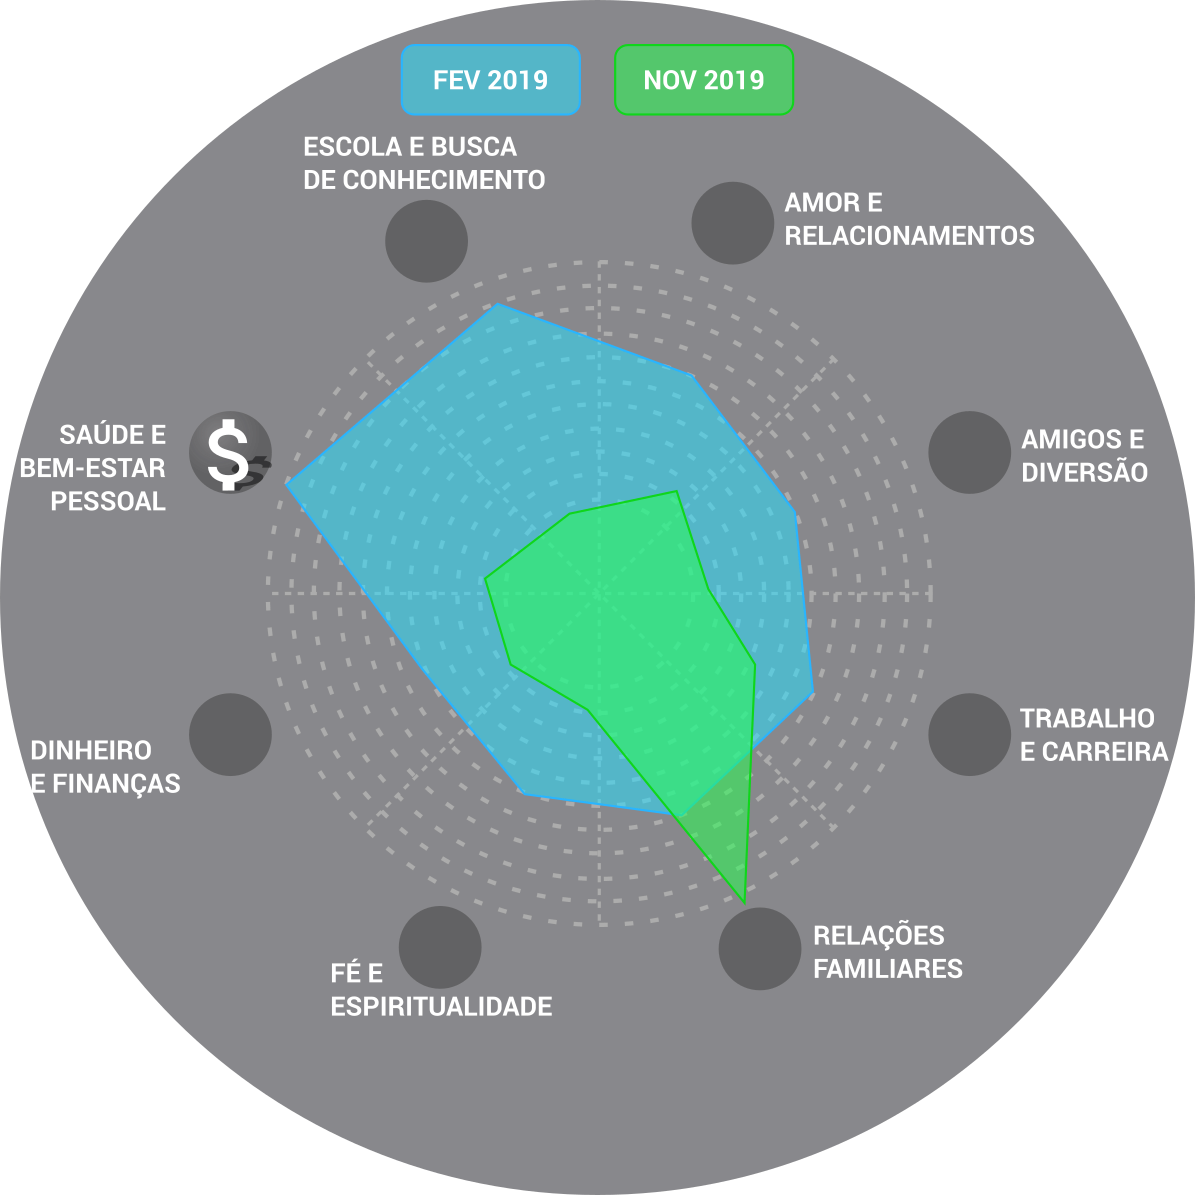 FEV 2019
NOV 2019
ESCOLA E BUSCA
DE CONHECIMENTO
AMOR E
RELACIONAMENTOS
SAÚDE E
BEM-ESTAR
PESSOAL
$
AMIGOS E
DIVERSÃO
DINHEIRO
E FINANÇAS
TRABALHO
E CARREIRA
FÉ E
ESPIRITUALIDADE
RELAÇÕES
FAMILIARES